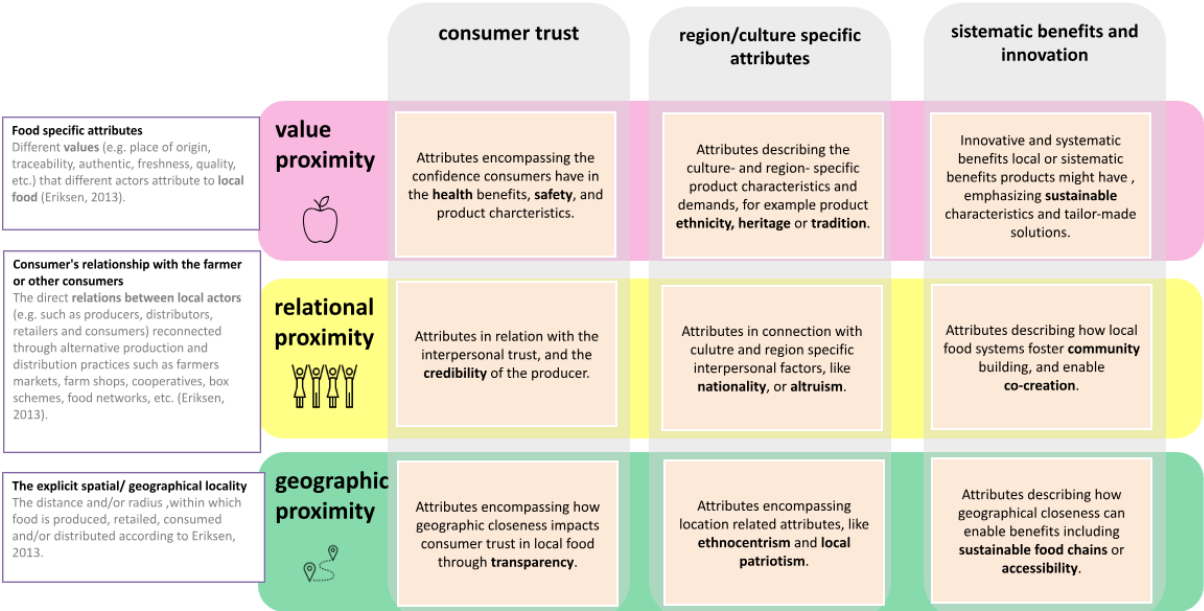 consumer trust
region/culture specific
attributes
sistematic benefits and
innovation
Food specific attributes
Different values (e.g. place of origin,
traceability, authentic, freshness, quality,
etc.) that different actors attribute to local
food (Eriksen, 2013).
value
proximity
Attributes encompassing the
confidence consumers have in
the health benefits, safety, and
product charcteristics.
Attributes describing the
culture- and region- specific
product characteristics and
demands, for example product
ethnicity, heritage or tradition.
Innovative and systematic
benefits local or sistematic
benefits products might have ,
emphasizing sustainable
characteristics and tailor-made
solutions.
Consumer's relationship with the farmer
or other consumers
The direct relations between local actors
(e.g. such as producers, distributors,
retailers and consumers) reconnected
through alternative production and
distribution practices such as farmers
markets, farm shops, cooperatives, box
schemes, food networks, etc. (Eriksen,
2013).
relational
proximity
Attributes in relation with the
interpersonal trust, and the
credibility of the producer.
Attributes in connection with
culutre and region specific
interpersonal factors, like
nationality, or altruism.
Attributes describing how local
food systems foster community
building, and enable
co-creation.
The explicit spatial/ geographical locality
The distance and/or radius ,within which
food is produced, retailed, consumed
and/or distributed according to Eriksen,
2013.
geographic
proximity
Attributes encompassing how
geographic closeness impacts
consumer trust in local food
through transparency.
Attributes encompassing
location related attributes, like
ethnocentrism and local
patriotism.
Attributes describing how
geographical closeness can
enable benefits including
sustainable food chains or
accessibility.